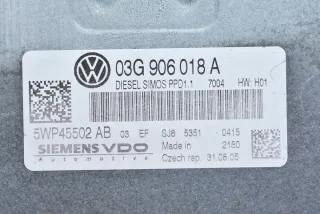 03G 906 018 A
DIESEL SIMOS PPD1.1 7004 HW: H01
5WP45502 AB 03 EF SJ8 5351 0415
SIEMENS VDO Made in 2180
Automotive Czech rep. 31.08.05